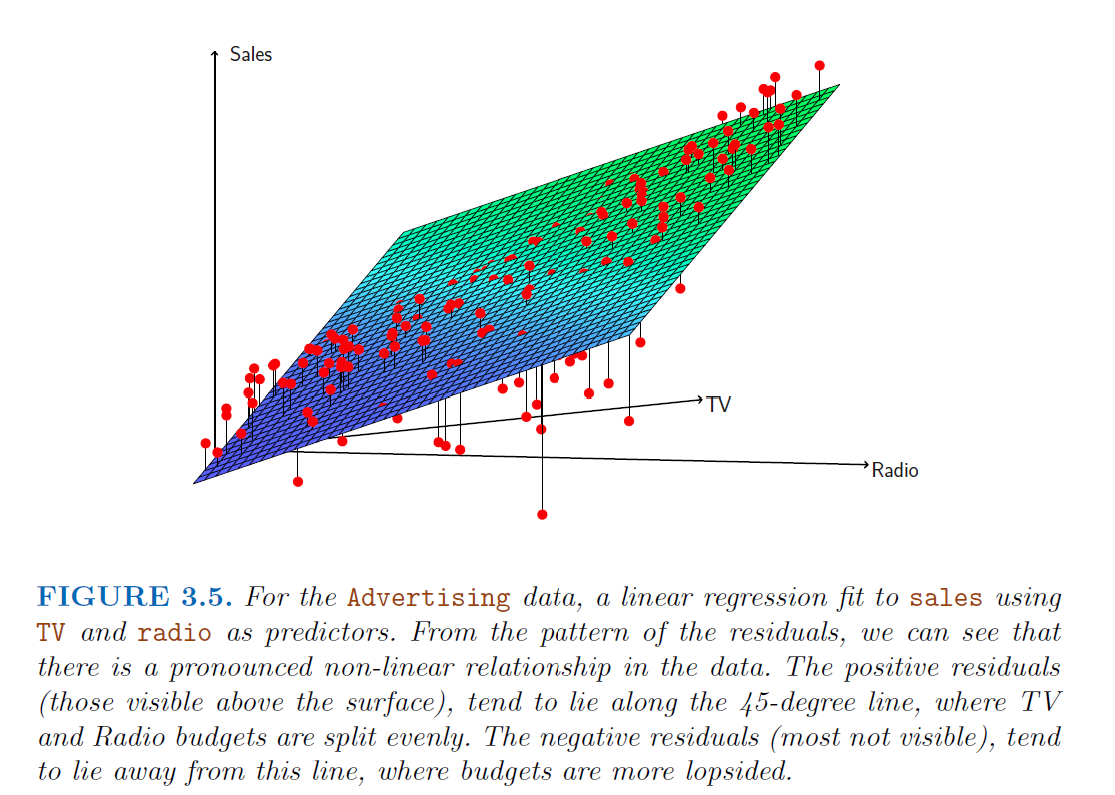 Sales
TV
Radio
FIGURE 3.5. For the Advertising data, a linear regression fit to sales using
TV and radio as predictors. From the pattern of the residuals, we can see that
there is a pronounced non-linear relationship in the data. The positive residuals
(those visible above the surface), tend to lie along the 45-degree line, where TV
and Radio budgets are split evenly. The negative residuals (most not visible), tend
to lie away from this line, where budgets are more lopsided.